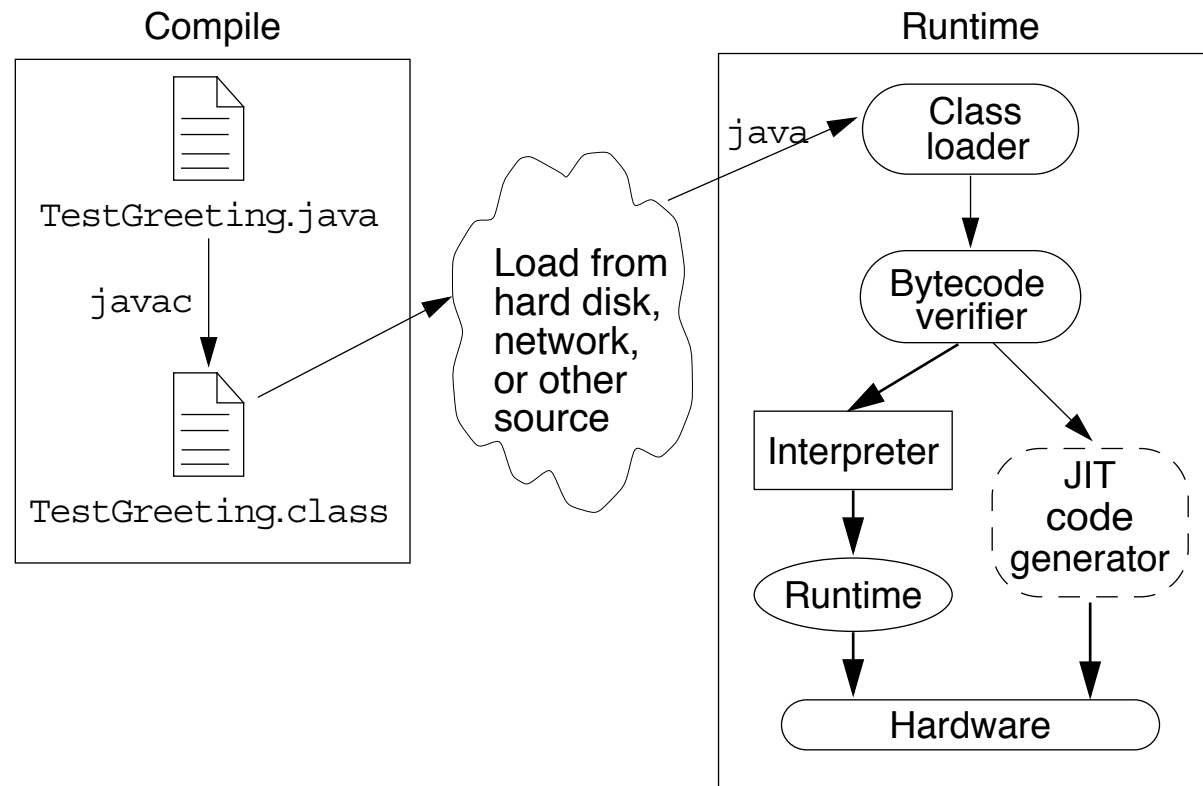 Compile
TestGreeting.java
javac
TestGreeting.class
Load from
hard disk,
network,
or other
source
Runtime
java
Class
loader
Bytecode
verifier
Interpreter
JIT
code
generator
Runtime
Hardware